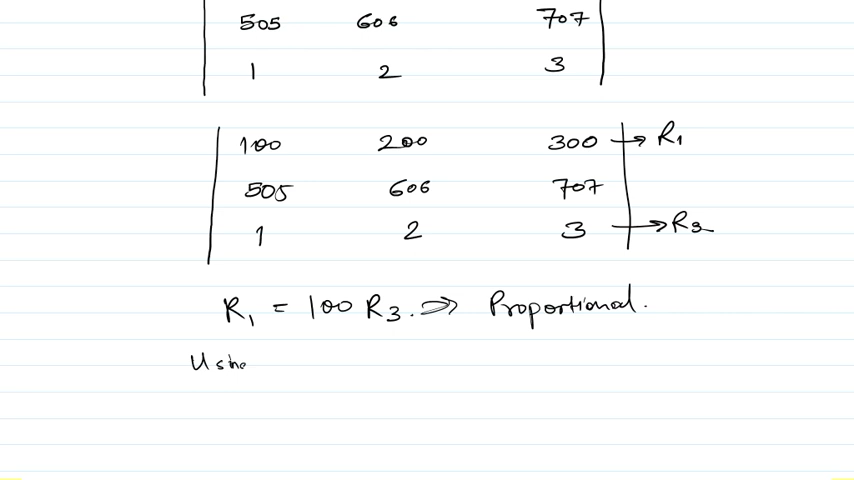 505 606 707
1 2 3
100 200 300 → R1
505 606 707
1 2 3 → R3
R1 = 100 R3. ⇒ Proportional.